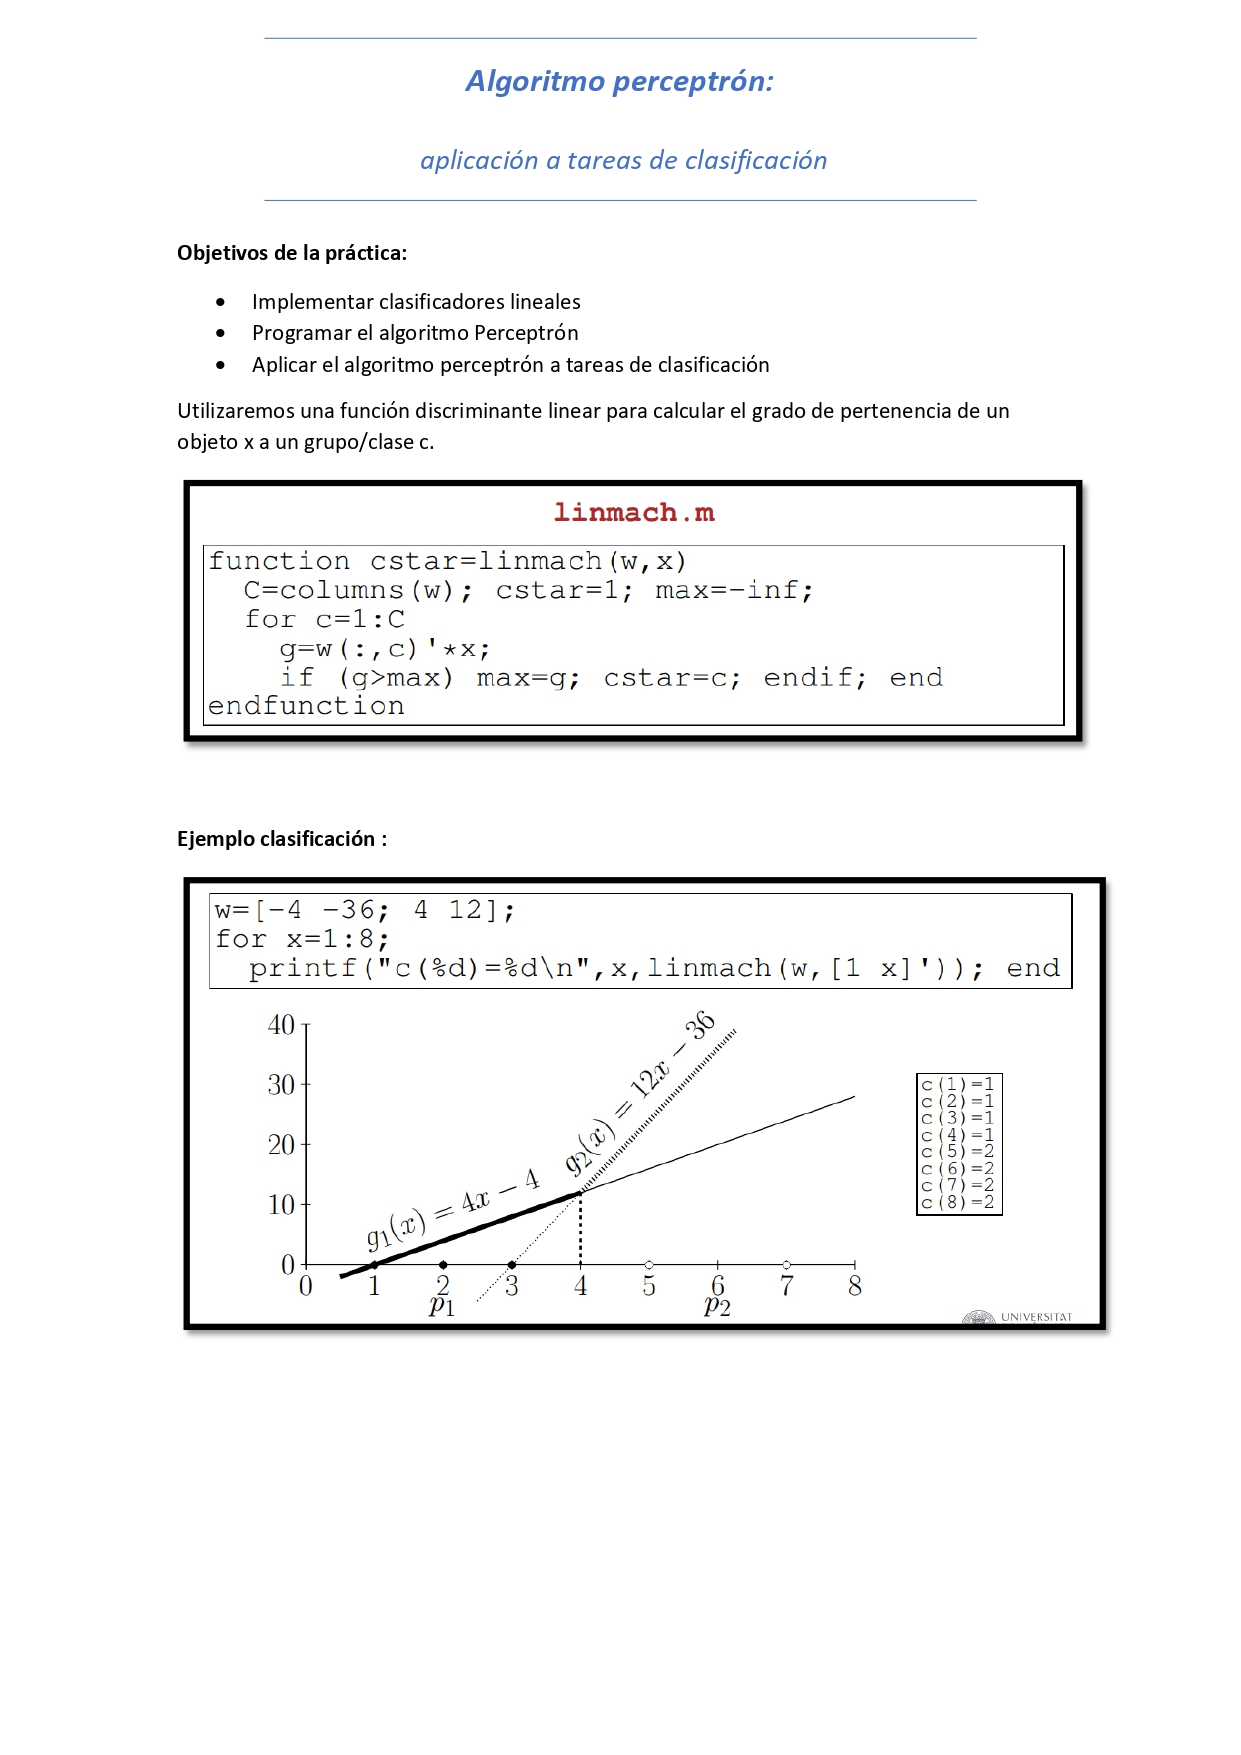 Algoritmo perceptrón:
aplicación a tareas de clasificación
Objetivos de la práctica:
• Implementar clasificadores lineales
• Programar el algoritmo Perceptrón
• Aplicar el algoritmo perceptrón a tareas de clasificación
Utilizaremos una función discriminante linear para calcular el grado de pertenencia de un
objeto x a un grupo/clase c.
linmach.m
function cstar=linmach(w,x)
C=columns(w); cstar=1; max=-inf;
for c=1:C
g=w(:,c)'*x;
if (g>max) max=g; cstar=c; endif; end
endfunction
Ejemplo clasificación :
w=[-4 -36; 4 12];
for x=1:8;
printf("c(%d)=%d\n",x,linmach(w,[1 x]')); end
40
30
20
10
0
g₁(x) = 4x − 4
g₂(x) = 12x − 36
0 1 2 3 4 5 6 7 8
p₁ p₂
c(1)=1
c(2)=1
c(3)=1
c(4)=1
c(5)=2
c(6)=2
c(7)=2
c(8)=2
UNIVERSITAT